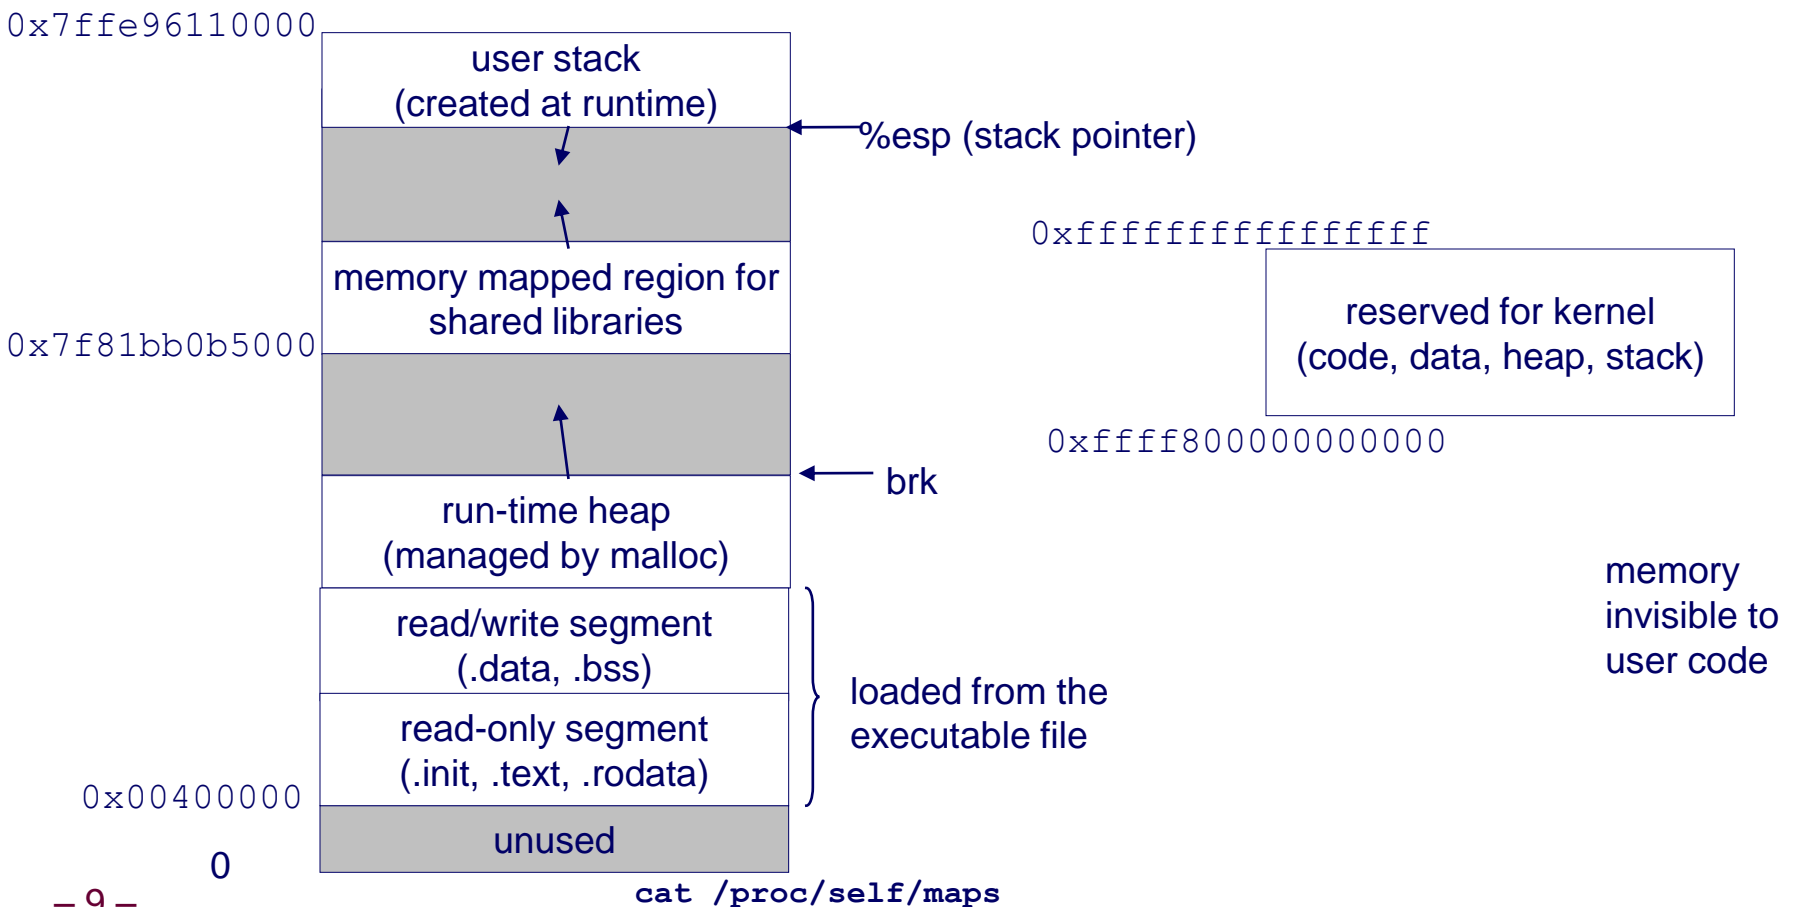 0x7ffe96110000
user stack
(created at runtime)
%esp (stack pointer)
0xffffffffffffffff
memory mapped region for
shared libraries
0x7f81bb0b5000
reserved for kernel
(code, data, heap, stack)
0xffff800000000000
brk
run-time heap
(managed by malloc)
memory
invisible to
user code
read/write segment
(.data, .bss)
loaded from the
executable file
read-only segment
(.init, .text, .rodata)
0x00400000
unused
0
cat /proc/self/maps
– 9 –